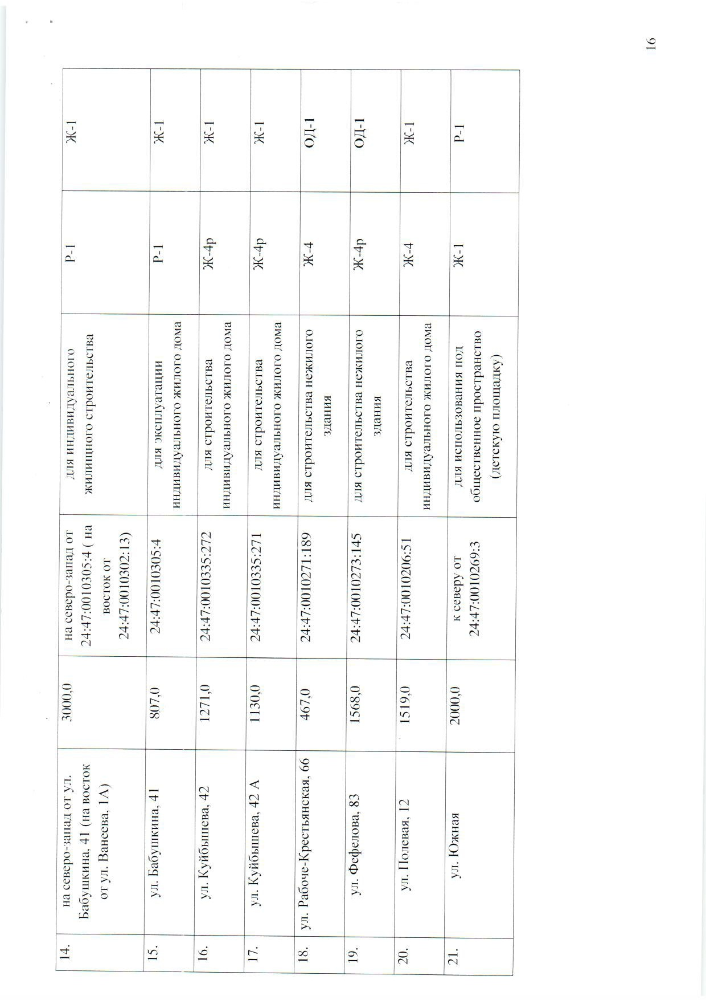 16
14.
на северо-запад от ул.
Бабушкина, 41 (на восток
от ул. Ванеева, 1А)
3000,0
на северо-запад от
24:47:0010305:4 ( на
восток от
24:47:0010302:13)
для индивидуального
жилищного строительства
Р-1
Ж-1
15.
ул. Бабушкина, 41
807,0
24:47:0010305:4
для эксплуатации
индивидуального жилого дома
Р-1
Ж-1
16.
ул. Куйбышева, 42
1271,0
24:47:0010335:272
для строительства
индивидуального жилого дома
Ж-4р
Ж-1
17.
ул. Куйбышева, 42 А
1130,0
24:47:0010335:271
для строительства
индивидуального жилого дома
Ж-4р
Ж-1
18.
ул. Рабоче-Крестьянская, 66
467,0
24:47:0010271:189
для строительства нежилого
здания
Ж-4
ОД-1
19.
ул. Фефелова, 83
1568,0
24:47:0010273:145
для строительства нежилого
здания
Ж-4р
ОД-1
20.
ул. Полевая, 12
1519,0
24:47:0010206:51
для строительства
индивидуального жилого дома
Ж-4
Ж-1
21.
ул. Южная
2000,0
к северу от
24:47:0010269:3
для использования под
общественное пространство
(детскую площадку)
Ж-1
Р-1